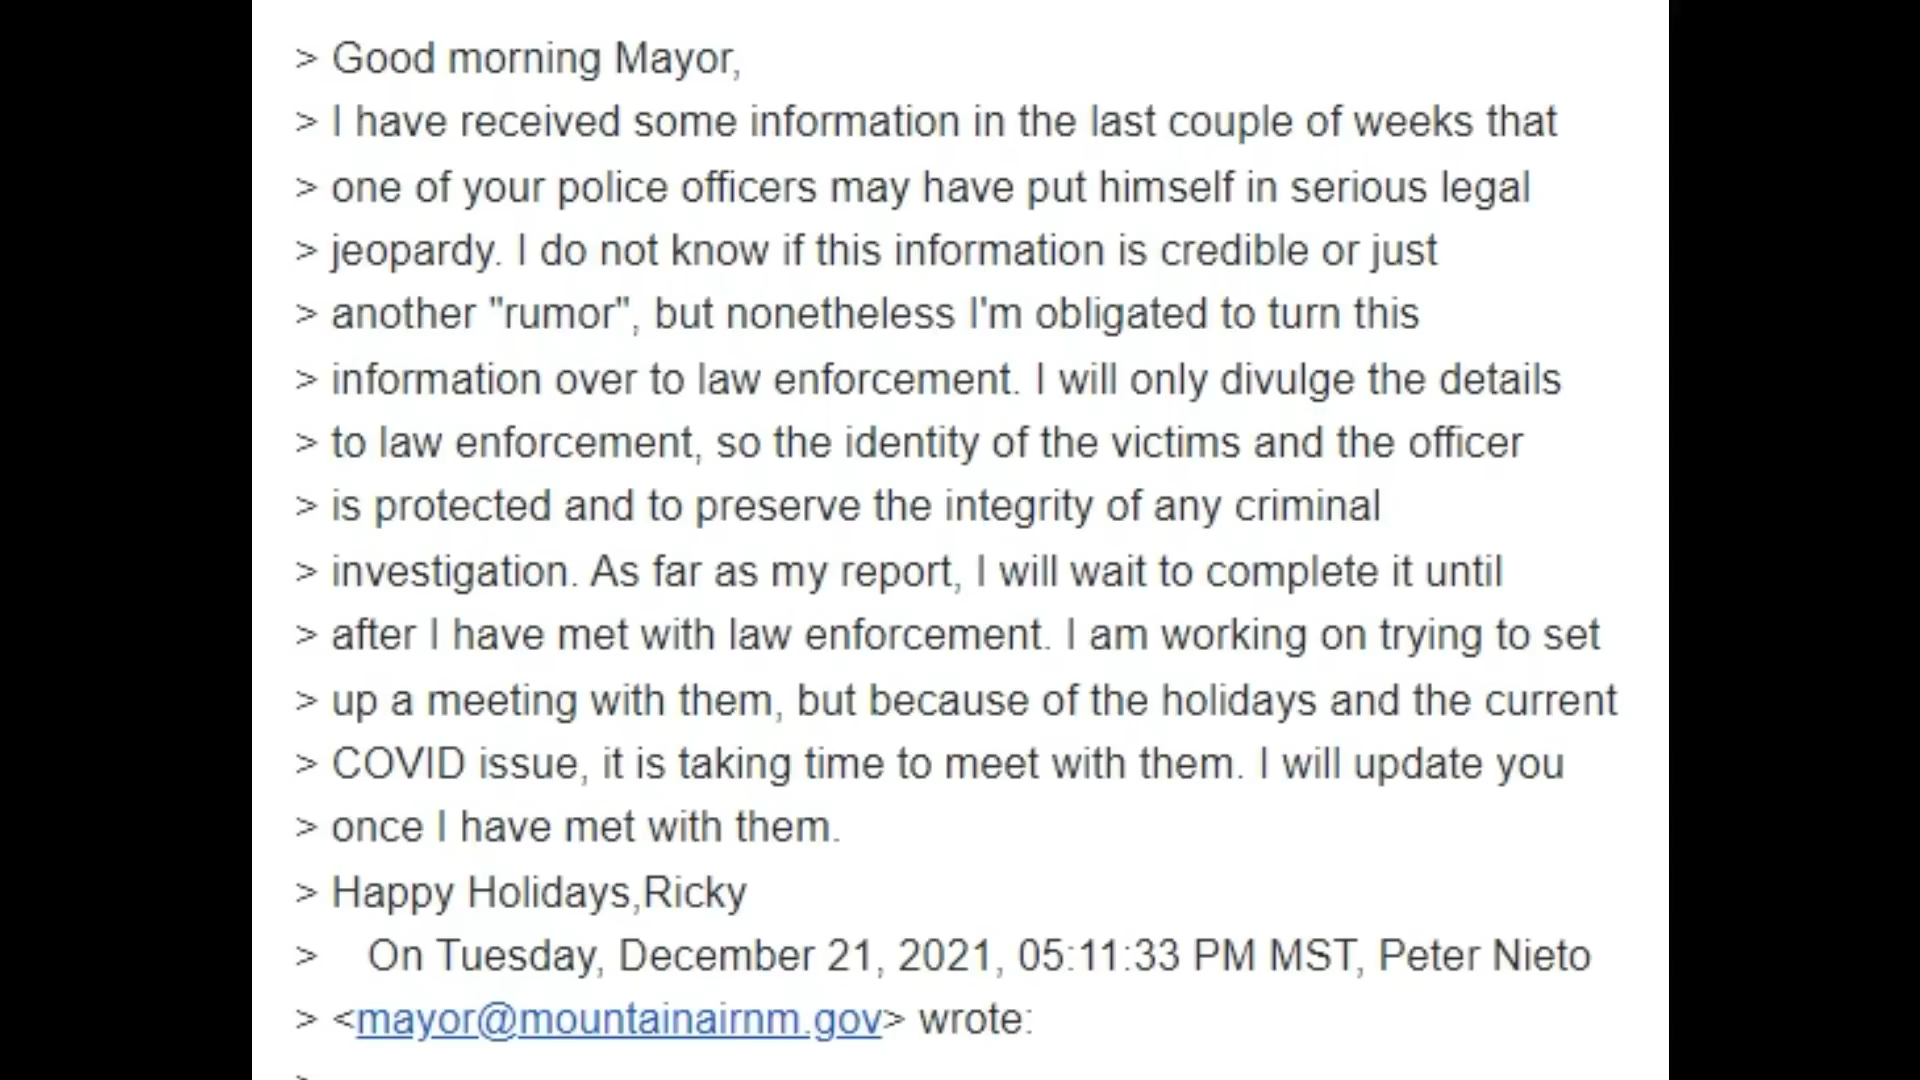 > Good morning Mayor,
> I have received some information in the last couple of weeks that
> one of your police officers may have put himself in serious legal
> jeopardy. I do not know if this information is credible or just
> another "rumor", but nonetheless I'm obligated to turn this
> information over to law enforcement. I will only divulge the details
> to law enforcement, so the identity of the victims and the officer
> is protected and to preserve the integrity of any criminal
> investigation. As far as my report, I will wait to complete it until
> after I have met with law enforcement. I am working on trying to set
> up a meeting with them, but because of the holidays and the current
> COVID issue, it is taking time to meet with them. I will update you
> once I have met with them.
> Happy Holidays,Ricky
>    On Tuesday, December 21, 2021, 05:11:33 PM MST, Peter Nieto
> <mayor@mountainairnm.gov> wrote:
>